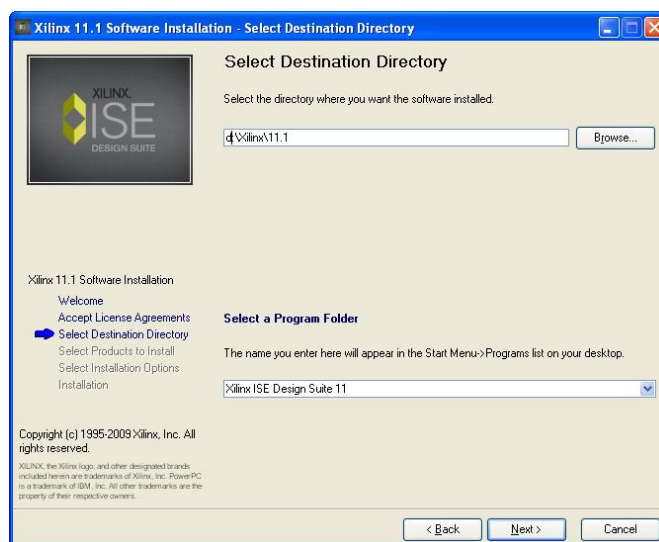 Xilinx 11.1 Software Installation - Select Destination Directory
XILINX
ISE
DESIGN SUITE
Select Destination Directory
Select the directory where you want the software installed.
d:\Xilinx\11.1
Browse...
Xilinx 11.1 Software Installation
Welcome
Accept License Agreements
Select Destination Directory
Select Products to Install
Select Installation Options
Installation
Select a Program Folder
The name you enter here will appear in the Start Menu->Programs list on your desktop.
Xilinx ISE Design Suite 11
Copyright (c) 1995-2009 Xilinx, Inc. All
rights reserved.
XILINX, the Xilinx logo, and other designated brands
included herein are trademarks of Xilinx, Inc. PowerPC
is a trademark of IBM, Inc. All other trademarks are the
property of their respective owners.
< Back
Next >
Cancel